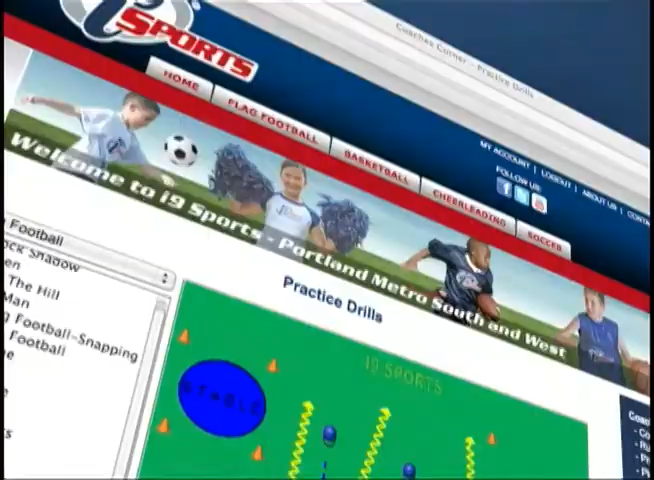 Coaches Corner - Practice Drills
i9 SPORTS
HOME
FLAG FOOTBALL
BASKETBALL
CHEERLEADING
SOCCER
MY ACCOUNT | LOGOUT | ABOUT US |
FOLLOW US:
Welcome to i9 Sports - Portland Metro South and West
Football
Shadow
The Hill
Man
Football-Snapping
Football
Practice Drills
I9 SPORTS
STABLE